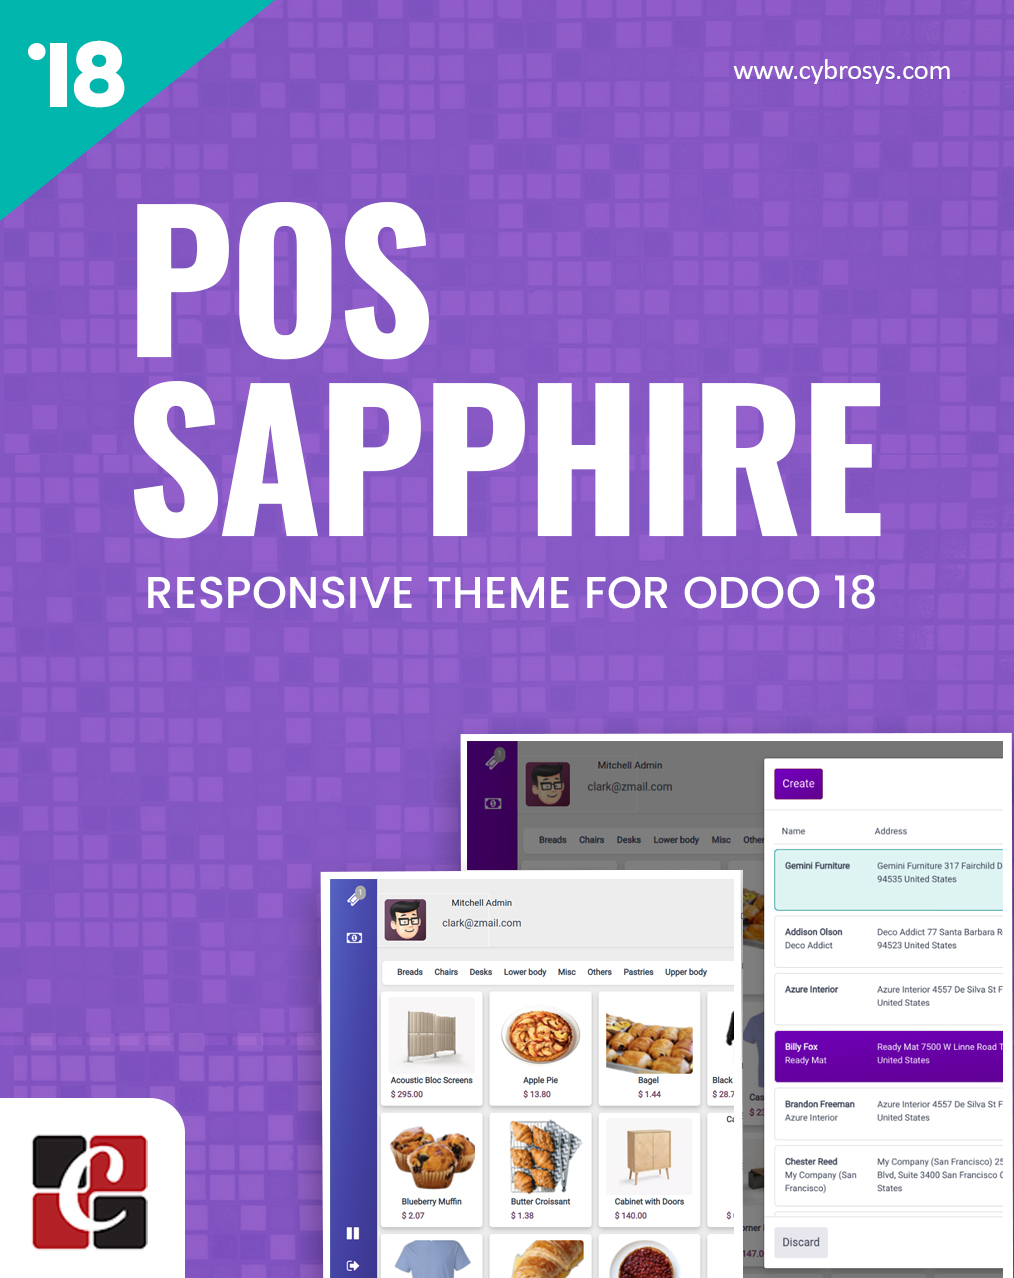 18
www.cybrosys.com
POS
SAPPHIRE
RESPONSIVE THEME FOR ODOO 18
1
Mitchell Admin
clark@zmail.com
Breads Chairs Desks Lower body Misc
Create
Name Address
Gemini Furniture Gemini Furniture 317 Fairchild
94535 United States
Addison Olson Deco Addict 77 Santa Barbara
Deco Addict 94523 United States
Azure Interior Azure Interior 4557 De Silva St
United States
Billy Fox Ready Mat 7500 W Linne Road
Ready Mat United States
Brandon Freeman Azure Interior 4557 De Silva St
Azure Interior United States
Chester Reed My Company (San Francisco)
My Company (San Blvd, Suite 3400 San Francisco
Francisco) States
Discard
1
Mitchell Admin
clark@zmail.com
Breads Chairs Desks Lower body Misc Others Pastries Upper body
Acoustic Bloc Screens
$ 295.00
Apple Pie
$ 13.80
Bagel
$ 1.44
Black
$ 28.7
Blueberry Muffin
$ 2.07
Butter Croissant
$ 1.38
Cabinet with Doors
$ 140.00
C